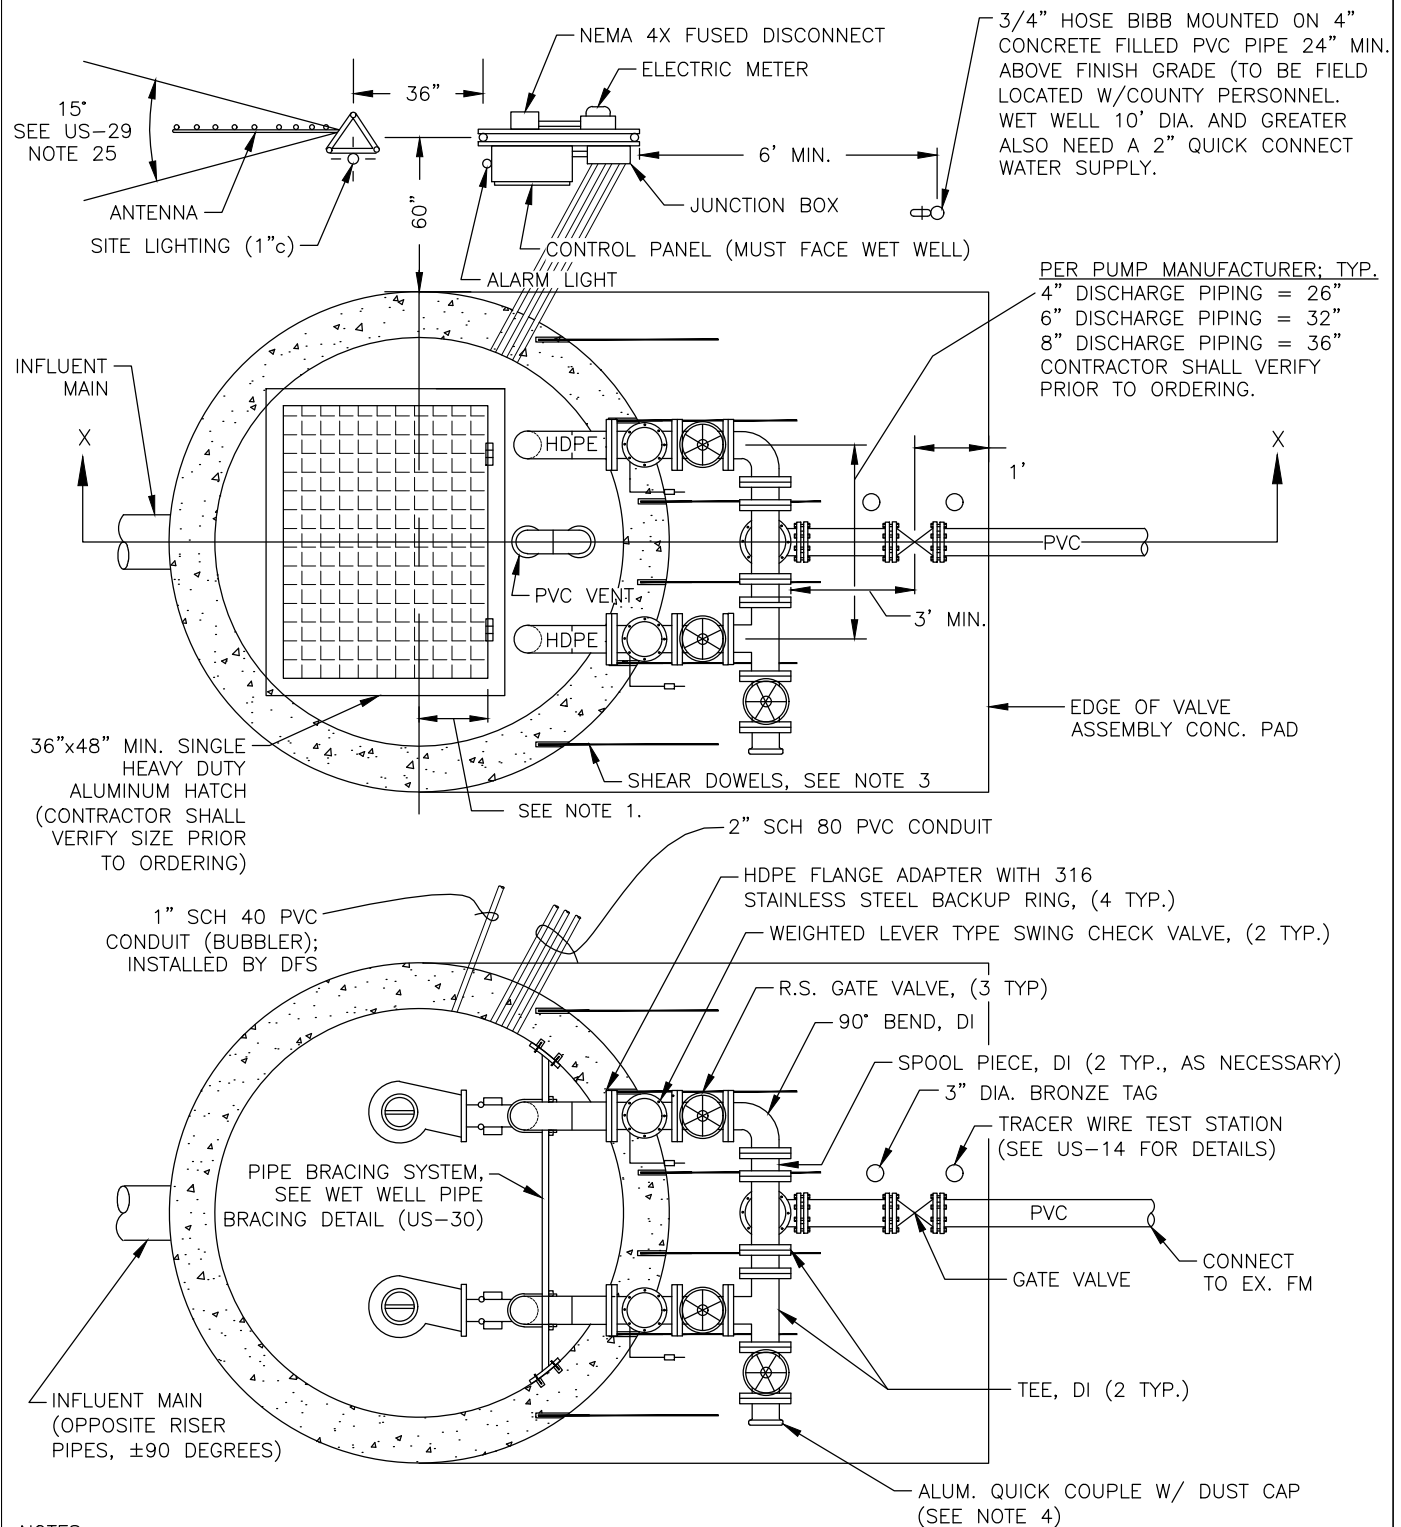 NEMA 4X FUSED DISCONNECT
ELECTRIC METER
3/4" HOSE BIBB MOUNTED ON 4"
CONCRETE FILLED PVC PIPE 24" MIN.
ABOVE FINISH GRADE (TO BE FIELD
LOCATED W/COUNTY PERSONNEL.
WET WELL 10' DIA. AND GREATER
ALSO NEED A 2" QUICK CONNECT
WATER SUPPLY.
36"
15°
SEE US-29
NOTE 25
6' MIN.
ANTENNA
60"
JUNCTION BOX
SITE LIGHTING (1"c)
CONTROL PANEL (MUST FACE WET WELL)
ALARM LIGHT
PER PUMP MANUFACTURER; TYP.
4" DISCHARGE PIPING = 26"
6" DISCHARGE PIPING = 32"
8" DISCHARGE PIPING = 36"
CONTRACTOR SHALL VERIFY
PRIOR TO ORDERING.
INFLUENT
MAIN
X
X
HDPE
1'
PVC
PVC VENT
3' MIN.
HDPE
EDGE OF VALVE
ASSEMBLY CONC. PAD
36"x48" MIN. SINGLE
HEAVY DUTY
ALUMINUM HATCH
(CONTRACTOR SHALL
VERIFY SIZE PRIOR
TO ORDERING)
SHEAR DOWELS, SEE NOTE 3
SEE NOTE 1.
2" SCH 80 PVC CONDUIT
HDPE FLANGE ADAPTER WITH 316
STAINLESS STEEL BACKUP RING, (4 TYP.)
1" SCH 40 PVC
CONDUIT (BUBBLER);
INSTALLED BY DFS
WEIGHTED LEVER TYPE SWING CHECK VALVE, (2 TYP.)
R.S. GATE VALVE, (3 TYP)
90° BEND, DI
SPOOL PIECE, DI (2 TYP., AS NECESSARY)
3" DIA. BRONZE TAG
TRACER WIRE TEST STATION
(SEE US-14 FOR DETAILS)
PIPE BRACING SYSTEM,
SEE WET WELL PIPE
BRACING DETAIL (US-30)
PVC
CONNECT
TO EX. FM
GATE VALVE
TEE, DI (2 TYP.)
INFLUENT MAIN
(OPPOSITE RISER
PIPES, ±90 DEGREES)
ALUM. QUICK COUPLE W/ DUST CAP
(SEE NOTE 4)